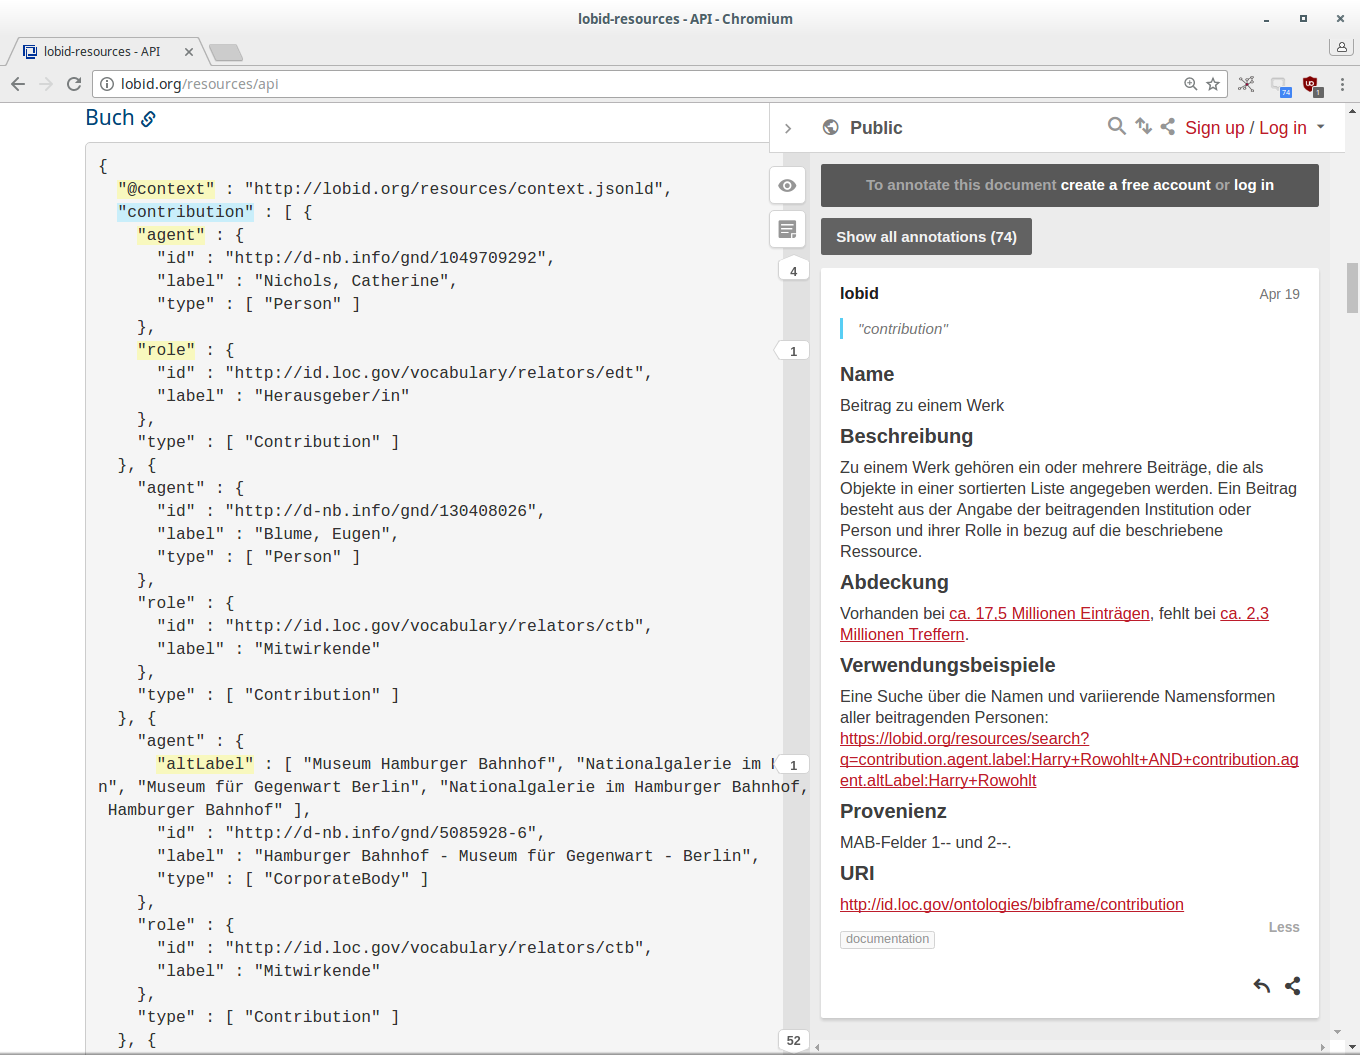 lobid-resources - API - Chromium
lobid-resources - API
lobid.org/resources/api
74
1
Buch
{
"@context" : "http://lobid.org/resources/context.jsonld",
"contribution" : [ {
"agent" : {
"id" : "http://d-nb.info/gnd/1049709292",
"label" : "Nichols, Catherine",
"type" : [ "Person" ]
},
"role" : {
"id" : "http://id.loc.gov/vocabulary/relators/edt",
"label" : "Herausgeber/in"
},
"type" : [ "Contribution" ]
}, {
"agent" : {
"id" : "http://d-nb.info/gnd/130408026",
"label" : "Blume, Eugen",
"type" : [ "Person" ]
},
"role" : {
"id" : "http://id.loc.gov/vocabulary/relators/ctb",
"label" : "Mitwirkende"
},
"type" : [ "Contribution" ]
}, {
"agent" : {
"altLabel" : [ "Museum Hamburger Bahnhof", "Nationalgalerie im
n", "Museum für Gegenwart Berlin", "Nationalgalerie im Hamburger Bahnhof,
Hamburger Bahnhof" ],
"id" : "http://d-nb.info/gnd/5085928-6",
"label" : "Hamburger Bahnhof - Museum für Gegenwart - Berlin",
"type" : [ "CorporateBody" ]
},
"role" : {
"id" : "http://id.loc.gov/vocabulary/relators/ctb",
"label" : "Mitwirkende"
},
"type" : [ "Contribution" ]
}, {
4
1
1
52
Public
Sign up / Log in
To annotate this document create a free account or log in
Show all annotations (74)
lobid
Apr 19
"contribution"
Name
Beitrag zu einem Werk
Beschreibung
Zu einem Werk gehören ein oder mehrere Beiträge, die als
Objekte in einer sortierten Liste angegeben werden. Ein Beitrag
besteht aus der Angabe der beitragenden Institution oder
Person und ihrer Rolle in bezug auf die beschriebene
Ressource.
Abdeckung
Vorhanden bei ca. 17,5 Millionen Einträgen, fehlt bei ca. 2,3
Millionen Treffern.
Verwendungsbeispiele
Eine Suche über die Namen und variierende Namensformen
aller beitragenden Personen:
https://lobid.org/resources/search?
q=contribution.agent.label:Harry+Rowohlt+AND+contribution.ag
ent.altLabel:Harry+Rowohlt
Provenienz
MAB-Felder 1-- und 2--.
URI
http://id.loc.gov/ontologies/bibframe/contribution
Less
documentation